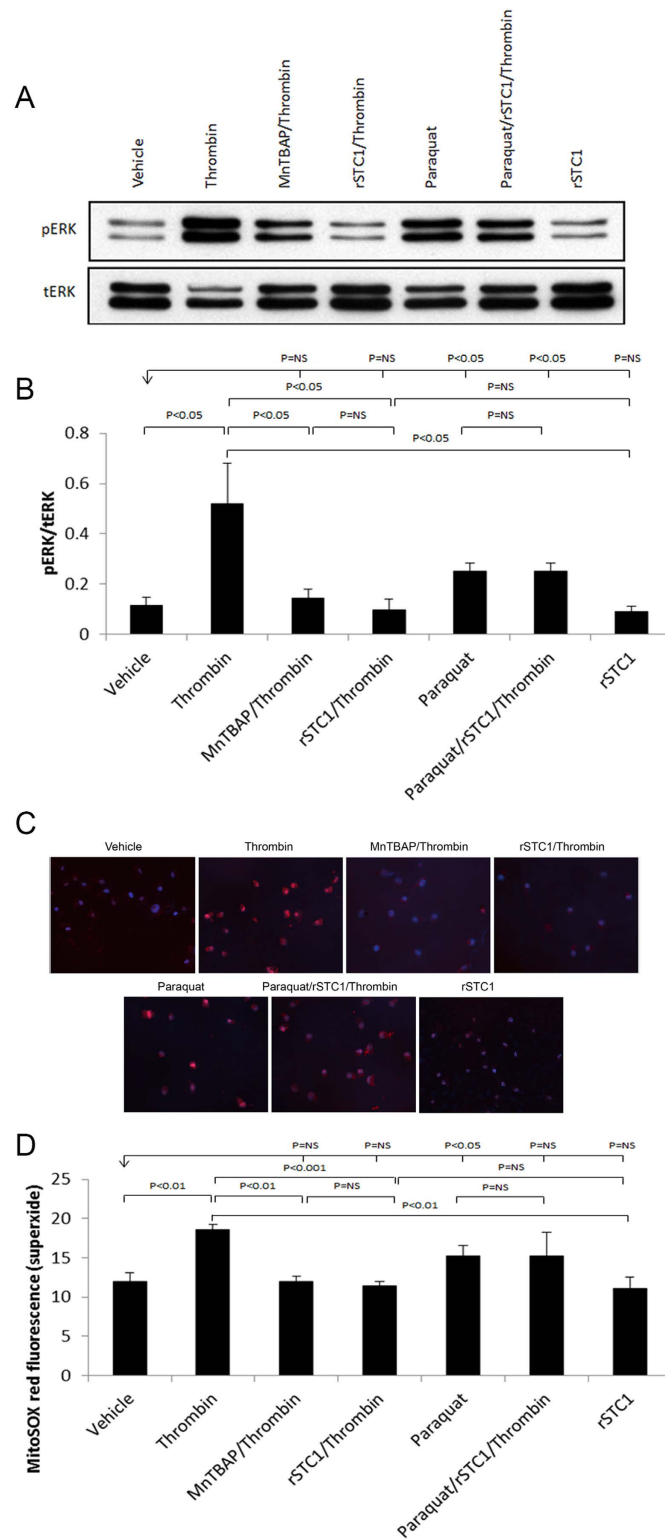 A
Vehicle
Thrombin
MnTBAP/Thrombin
rSTC1/Thrombin
Paraquat
Paraquat/rSTC1/Thrombin
rSTC1
pERK
tERK
B
P=NS P=NS P<0.05 P<0.05 P=NS
P<0.05 P=NS
P<0.05 P<0.05 P=NS P=NS
P<0.05
0.8
0.6
0.4
0.2
0
pERK/tERK
Vehicle
Thrombin
MnTBAP/Thrombin
rSTC1/Thrombin
Paraquat
Paraquat/rSTC1/Thrombin
rSTC1
C
Vehicle Thrombin MnTBAP/Thrombin rSTC1/Thrombin
Paraquat Paraquat/rSTC1/Thrombin rSTC1
D
P=NS P=NS P<0.05 P=NS P=NS
P<0.001 P=NS
P<0.01 P<0.01 P=NS P=NS
P<0.01
25
20
15
10
5
0
MitoSOX red fluorescence (superxide)
Vehicle
Thrombin
MnTBAP/Thrombin
rSTC1/Thrombin
Paraquat
Paraquat/rSTC1/Thrombin
rSTC1